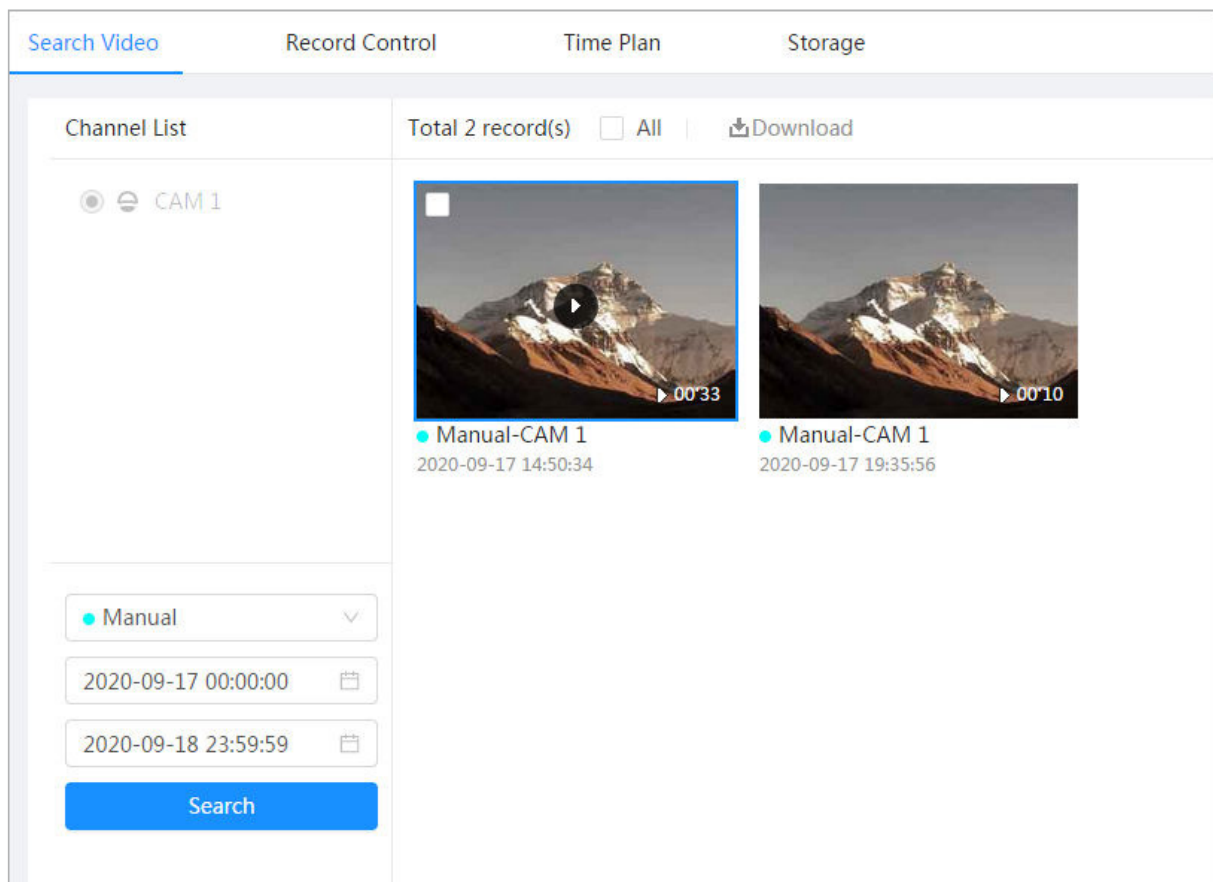 Search Video Record Control Time Plan Storage
Channel List
Total 2 record(s) All Download
CAM 1
00'33
00'10
Manual-CAM 1
2020-09-17 14:50:34
Manual-CAM 1
2020-09-17 19:35:56
Manual
2020-09-17 00:00:00
2020-09-18 23:59:59
Search